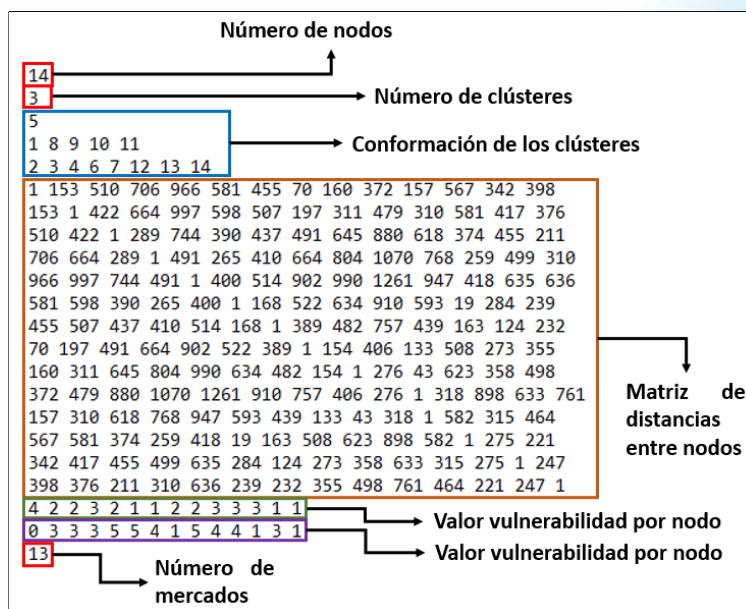 Número de nodos
14
3
Número de clústeres
5
1 8 9 10 11
Conformación de los clústeres
2 3 4 6 7 12 13 14
1 153 510 706 966 581 455 70 160 372 157 567 342 398
153 1 422 664 997 598 507 197 311 479 310 581 417 376
510 422 1 289 744 390 437 491 645 880 618 374 455 211
706 664 289 1 491 265 410 664 804 1070 768 259 499 310
966 997 744 491 1 400 514 902 990 1261 947 418 635 636
581 598 390 265 400 1 168 522 634 910 593 19 284 239
455 507 437 410 514 168 1 389 482 757 439 163 124 232
70 197 491 664 902 522 389 1 154 406 133 508 273 355
160 311 645 804 990 634 482 154 1 276 43 623 358 498
372 479 880 1070 1261 910 757 406 276 1 318 898 633 761
157 310 618 768 947 593 439 133 43 318 1 582 315 464
567 581 374 259 418 19 163 508 623 898 582 1 275 221
342 417 455 499 635 284 124 273 358 633 315 275 1 247
398 376 211 310 636 239 232 355 498 761 464 221 247 1
Matriz de
distancias
entre nodos
4 2 2 3 2 1 1 2 2 3 3 3 1 1
Valor vulnerabilidad por nodo
0 3 3 3 5 5 4 1 5 4 4 1 3 1
Valor vulnerabilidad por nodo
13
Número de
mercados